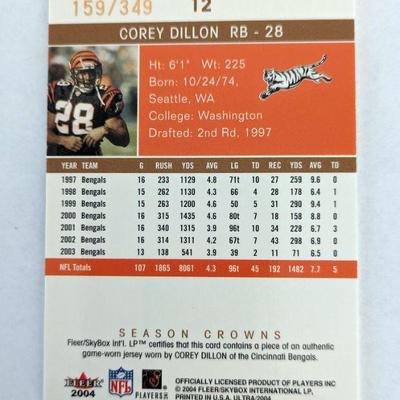 159/349
12
COREY DILLON RB - 28
28
Ht: 6'1" Wt: 225
Born: 10/24/74,
Seattle, WA
College: Washington
Drafted: 2nd Rd, 1997
YEAR TEAM G RUSH YDS AVG LG TD REC YDS AVG TD
1997 Bengals 16 233 1129 4.8 71t 10 27 259 9.6 0
1998 Bengals 15 262 1130 4.3 66 4 28 178 6.4 1
1999 Bengals 15 263 1200 4.6 50 5 31 290 9.4 1
2000 Bengals 16 315 1435 4.6 80t 7 18 158 8.8 0
2001 Bengals 16 340 1315 3.9 96t 10 34 228 6.7 3
2002 Bengals 16 314 1311 4.2 67t 7 43 298 6.9 0
2003 Bengals 13 138 541 3.9 39 2 11 71 6.5 0
NFL Totals 107 1865 8061 4.3 96t 45 192 1482 7.7 5
SEASON CROWNS
Fleer/SkyBox Int'l. LP™ certifies that this card contains a piece of an authentic
game-worn jersey worn by COREY DILLON of the Cincinnati Bengals.
FLEER
2004
NFL
PLAYERS
OFFICIALLY LICENSED PRODUCT OF PLAYERS INC
© 2004 FLEER/SKYBOX INTERNATIONAL LP,
PRINTED IN U.S.A. ULTRA/2004